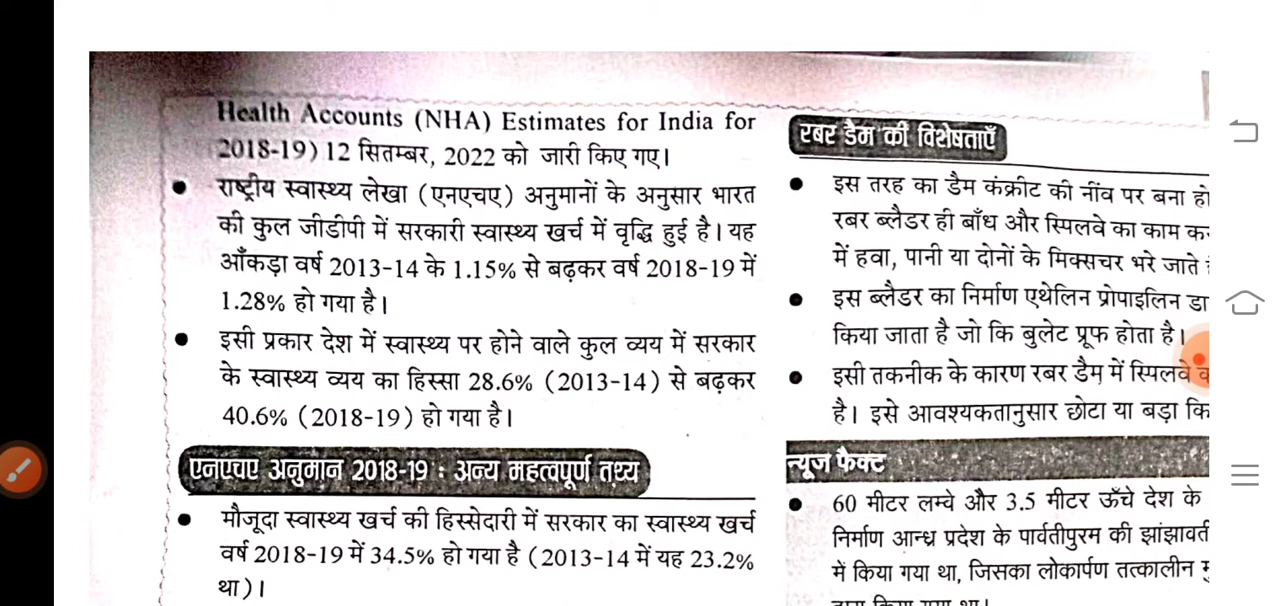 Health Accounts (NHA) Estimates for India for
2018-19) 12 सितम्बर, 2022 को जारी किए गए।
● राष्ट्रीय स्वास्थ्य लेखा (एनएचए) अनुमानों के अनुसार भारत
की कुल जीडीपी में सरकारी स्वास्थ्य खर्च में वृद्धि हुई है। यह
आँकड़ा वर्ष 2013-14 के 1.15% से बढ़कर वर्ष 2018-19 में
1.28% हो गया है।
● इसी प्रकार देश में स्वास्थ्य पर होने वाले कुल व्यय में सरकार
के स्वास्थ्य व्यय का हिस्सा 28.6% (2013-14) से बढ़कर
40.6% (2018-19) हो गया है।
एनएचए अनुमान 2018-19 : अन्य महत्वपूर्ण तथ्य
● मौजूदा स्वास्थ्य खर्च की हिस्सेदारी में सरकार का स्वास्थ्य खर्च
वर्ष 2018-19 में 34.5% हो गया है (2013-14 में यह 23.2%
था)।
रबर डैम की विशेषताएँ
● इस तरह का डैम कंक्रीट की नींव पर बना हो
रबर ब्लैडर ही बाँध और स्पिलवे का काम
में हवा, पानी या दोनों के मिक्सचर भरे जाते
● इस ब्लैडर का निर्माण एथेलिन प्रोपाइलिन डा
किया जाता है जो कि बुलेट प्रूफ होता है।
● इसी तकनीक के कारण रबर डैम में स्पिलवे
है। इसे आवश्यकतानुसार छोटा या बड़ा कि
न्यूज फैक्ट
● 60 मीटर लम्बे और 3.5 मीटर ऊँचे देश के
निर्माण आन्ध्र प्रदेश के पार्वतीपुरम की झांझावती
में किया गया था, जिसका लोकार्पण तत्कालीन